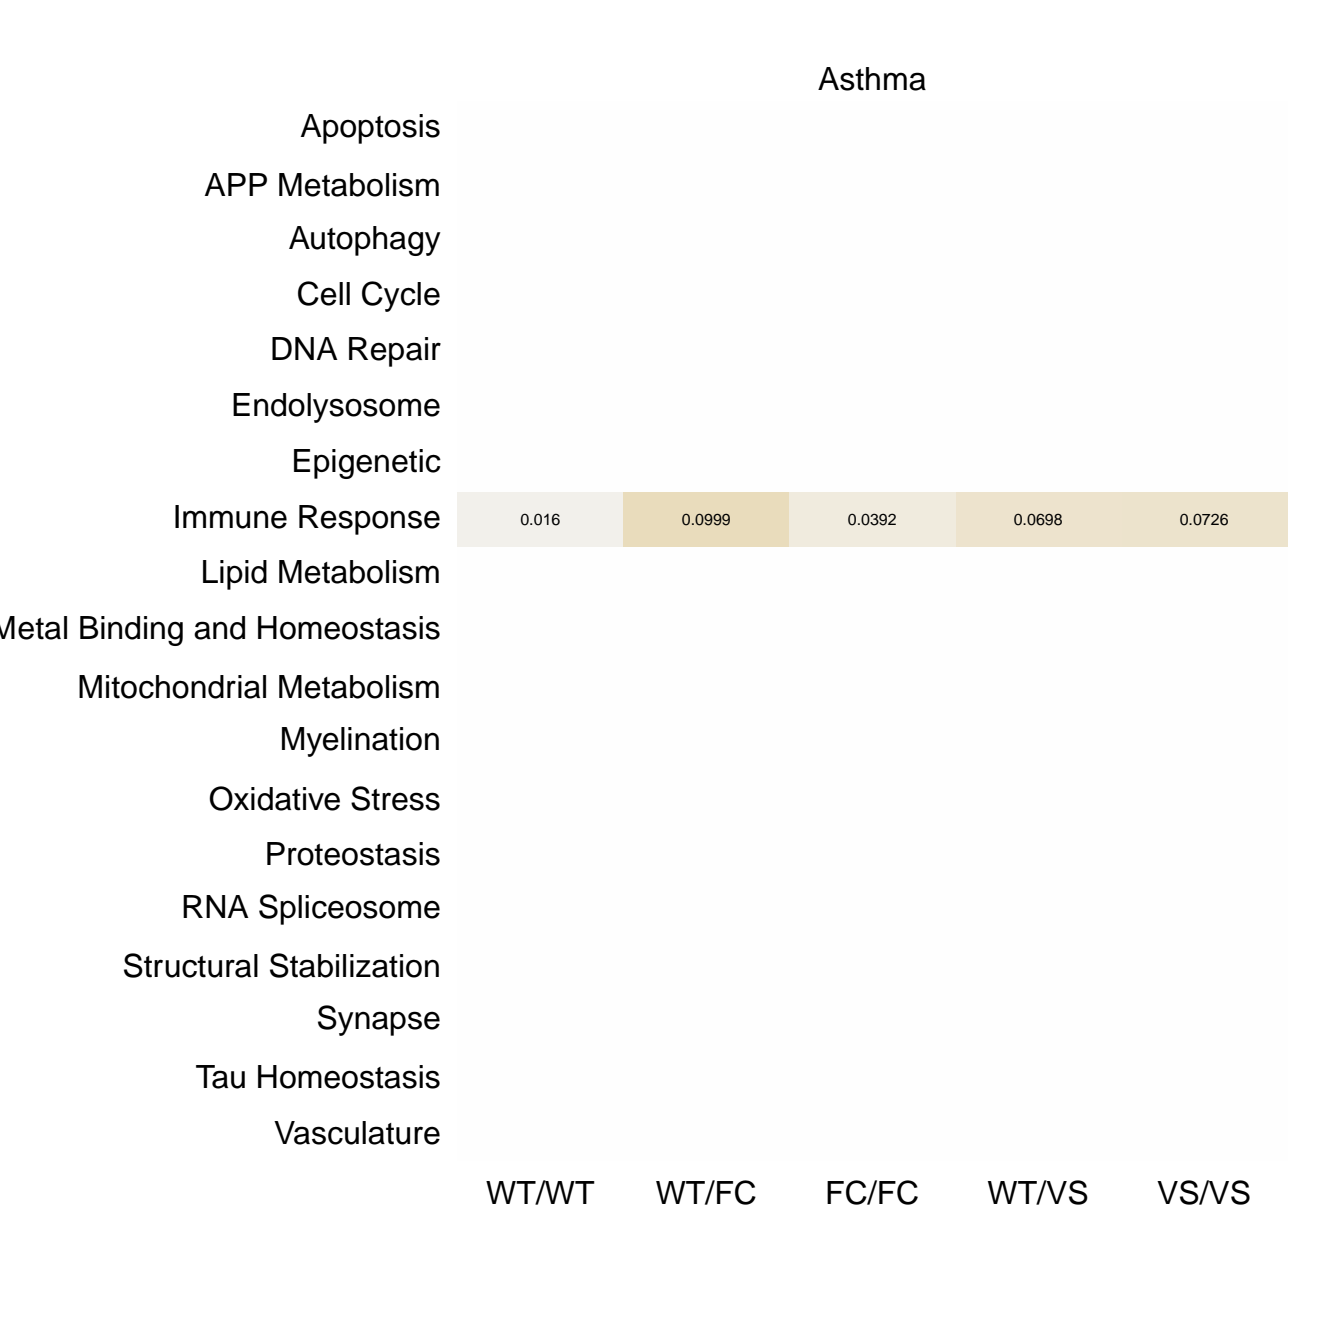 Asthma
Apoptosis
APP Metabolism
Autophagy
Cell Cycle
DNA Repair
Endolysosome
Epigenetic
Immune Response 0.016 0.0999 0.0392 0.0698 0.0726
Lipid Metabolism
Metal Binding and Homeostasis
Mitochondrial Metabolism
Myelination
Oxidative Stress
Proteostasis
RNA Spliceosome
Structural Stabilization
Synapse
Tau Homeostasis
Vasculature
WT/WT WT/FC FC/FC WT/VS VS/VS